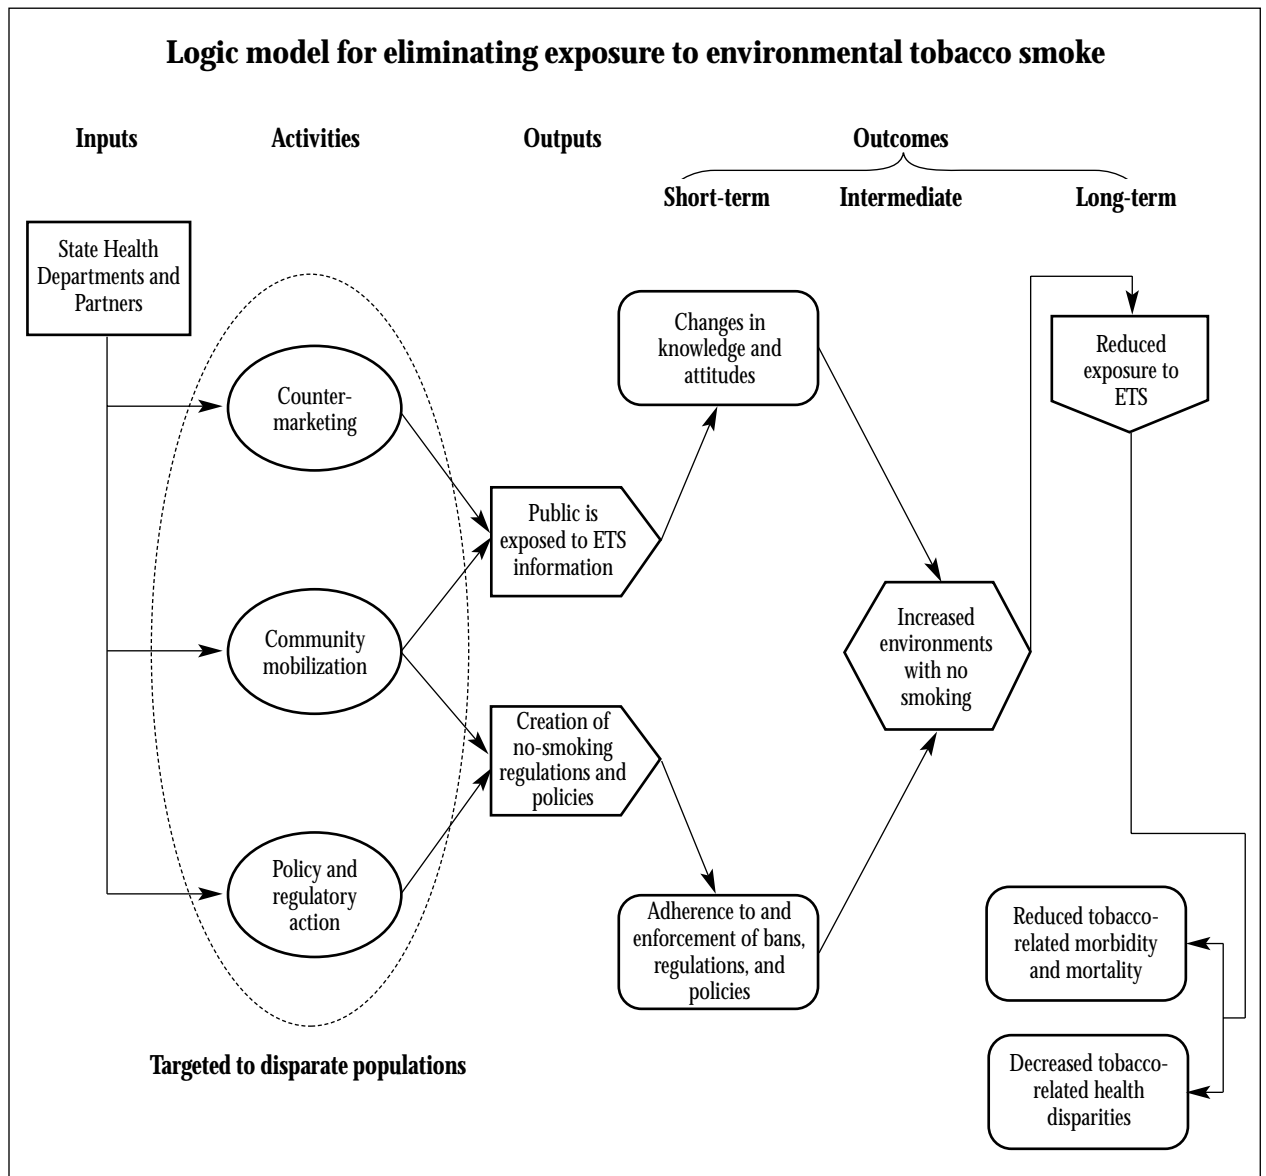 Logic model for eliminating exposure to environmental tobacco smoke
Inputs
Activities
Outputs
Outcomes
Short-term
Intermediate
Long-term
State Health
Departments and
Partners
Counter-
marketing
Community
mobilization
Policy and
regulatory
action
Targeted to disparate populations
Public is
exposed to ETS
information
Creation of
no-smoking
regulations and
policies
Changes in
knowledge and
attitudes
Adherence to and
enforcement of bans,
regulations, and
policies
Increased
environments
with no
smoking
Reduced
exposure to
ETS
Reduced tobacco-
related morbidity
and mortality
Decreased tobacco-
related health
disparities